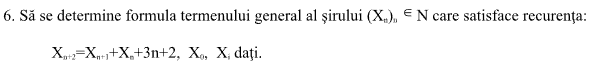 6. Să se determine formula termenului general al şirului (Xₙ)ₙ ∈ N care satisface recurenţa:
Xₙ₊₂=Xₙ₊₁+Xₙ+3n+2, X₀, X₁ daţi.